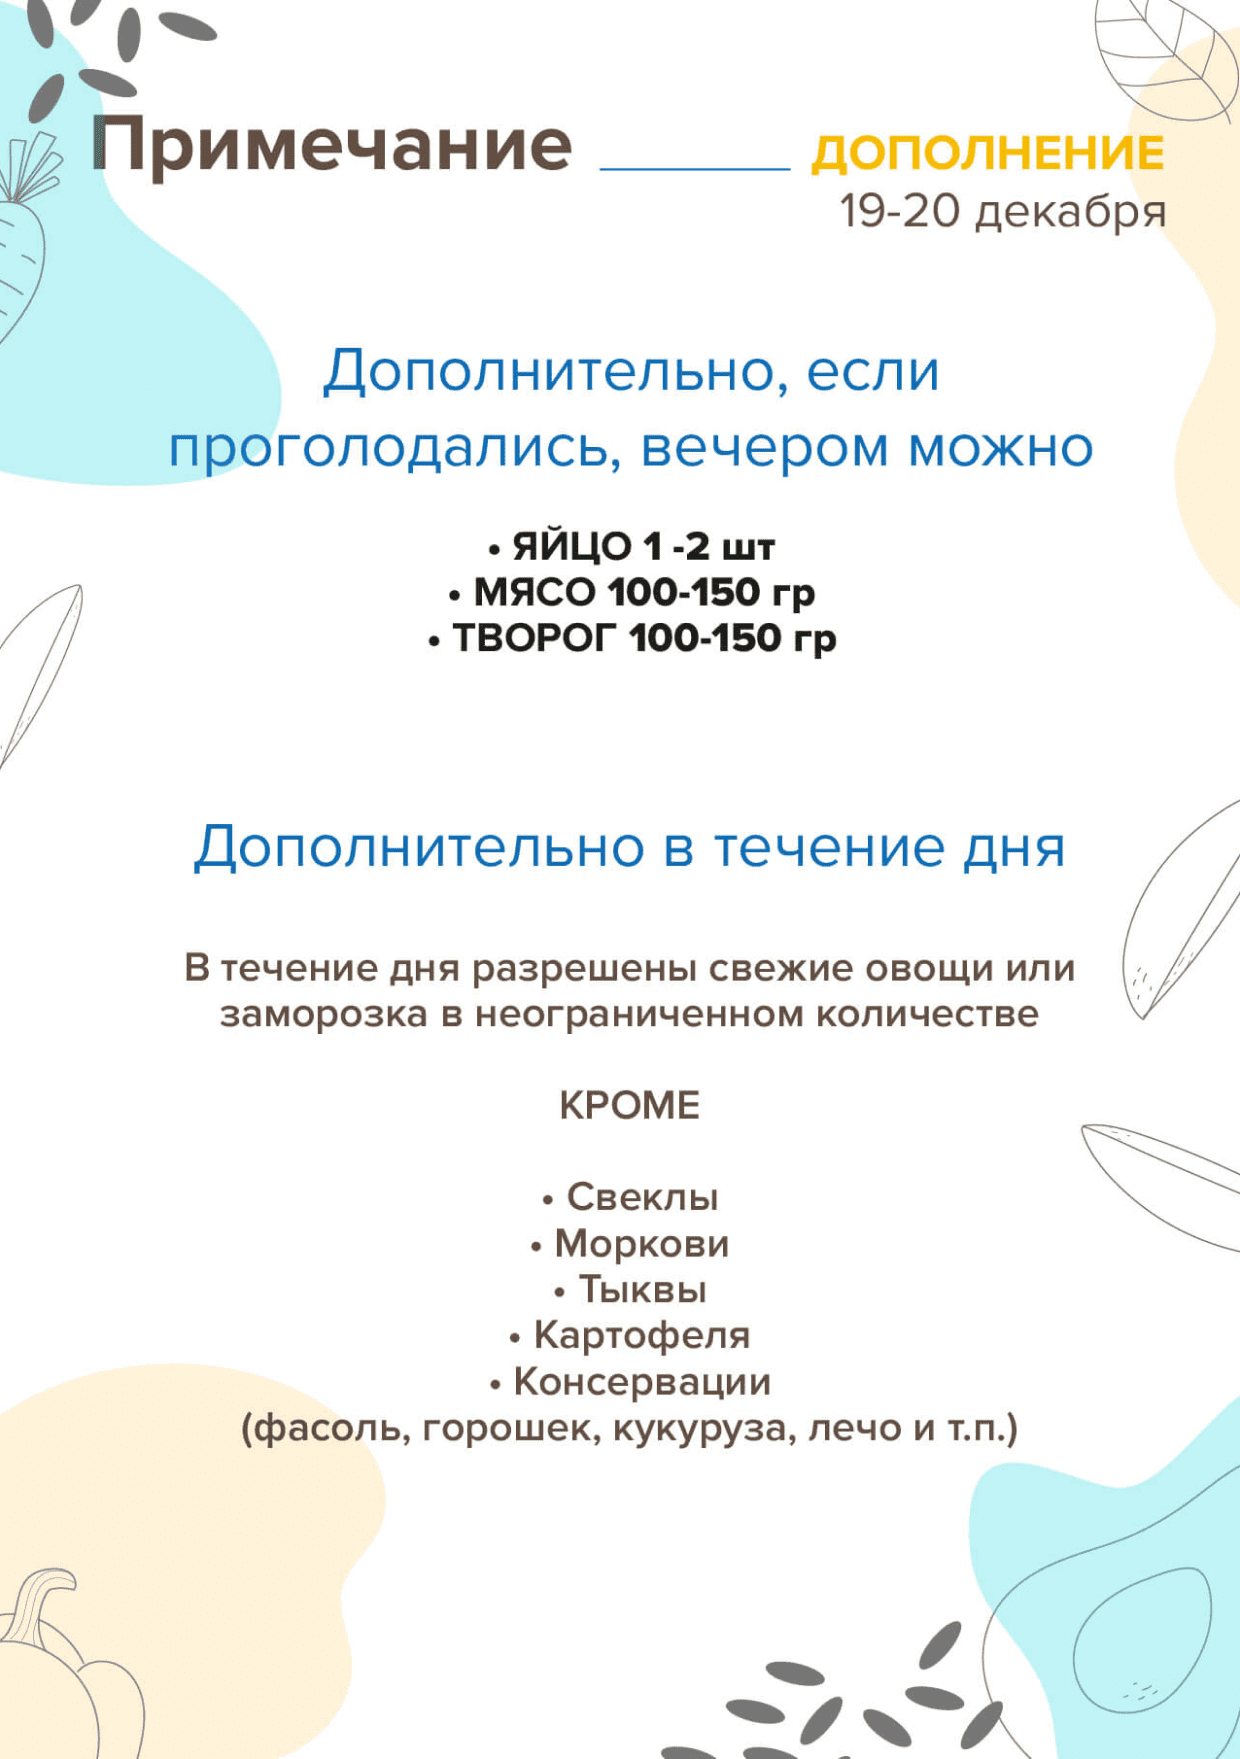 Примечание
ДОПОЛНЕНИЕ
19-20 декабря
Дополнительно, если
проголодались, вечером можно
• ЯЙЦО 1 -2 шт
• МЯСО 100-150 гр
• ТВОРОГ 100-150 гр
Дополнительно в течение дня
В течение дня разрешены свежие овощи или
заморозка в неограниченном количестве
КРОМЕ
• Свеклы
• Моркови
• Тыквы
• Картофеля
• Консервации
(фасоль, горошек, кукуруза, лечо и т.п.)